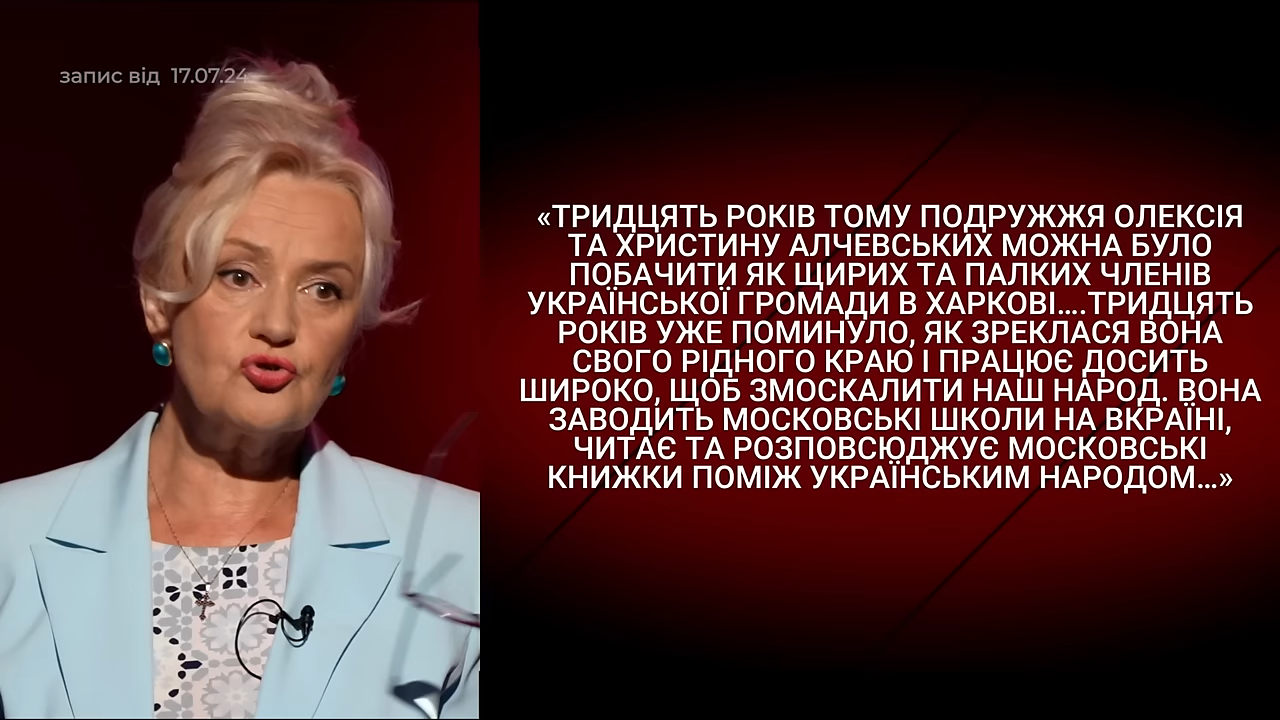 запис від 17.07.24
«ТРИДЦЯТЬ РОКІВ ТОМУ ПОДРУЖЖЯ ОЛЕКСІЯ
ТА ХРИСТИНУ АЛЧЕВСЬКИХ МОЖНА БУЛО
ПОБАЧИТИ ЯК ЩИРИХ ТА ПАЛКИХ ЧЛЕНІВ
УКРАЇНСЬКОЇ ГРОМАДИ В ХАРКОВІ....ТРИДЦЯТЬ
РОКІВ УЖЕ ПОМИНУЛО, ЯК ЗРЕКЛАСЯ ВОНА
СВОГО РІДНОГО КРАЮ І ПРАЦЮЄ ДОСИТЬ
ШИРОКО, ЩОБ ЗМОСКАЛИТИ НАШ НАРОД. ВОНА
ЗАВОДИТЬ МОСКОВСЬКІ ШКОЛИ НА ВКРАЇНІ,
ЧИТАЄ ТА РОЗПОВСЮДЖУЄ МОСКОВСЬКІ
КНИЖКИ ПОМІЖ УКРАЇНСЬКИМ НАРОДОМ...»